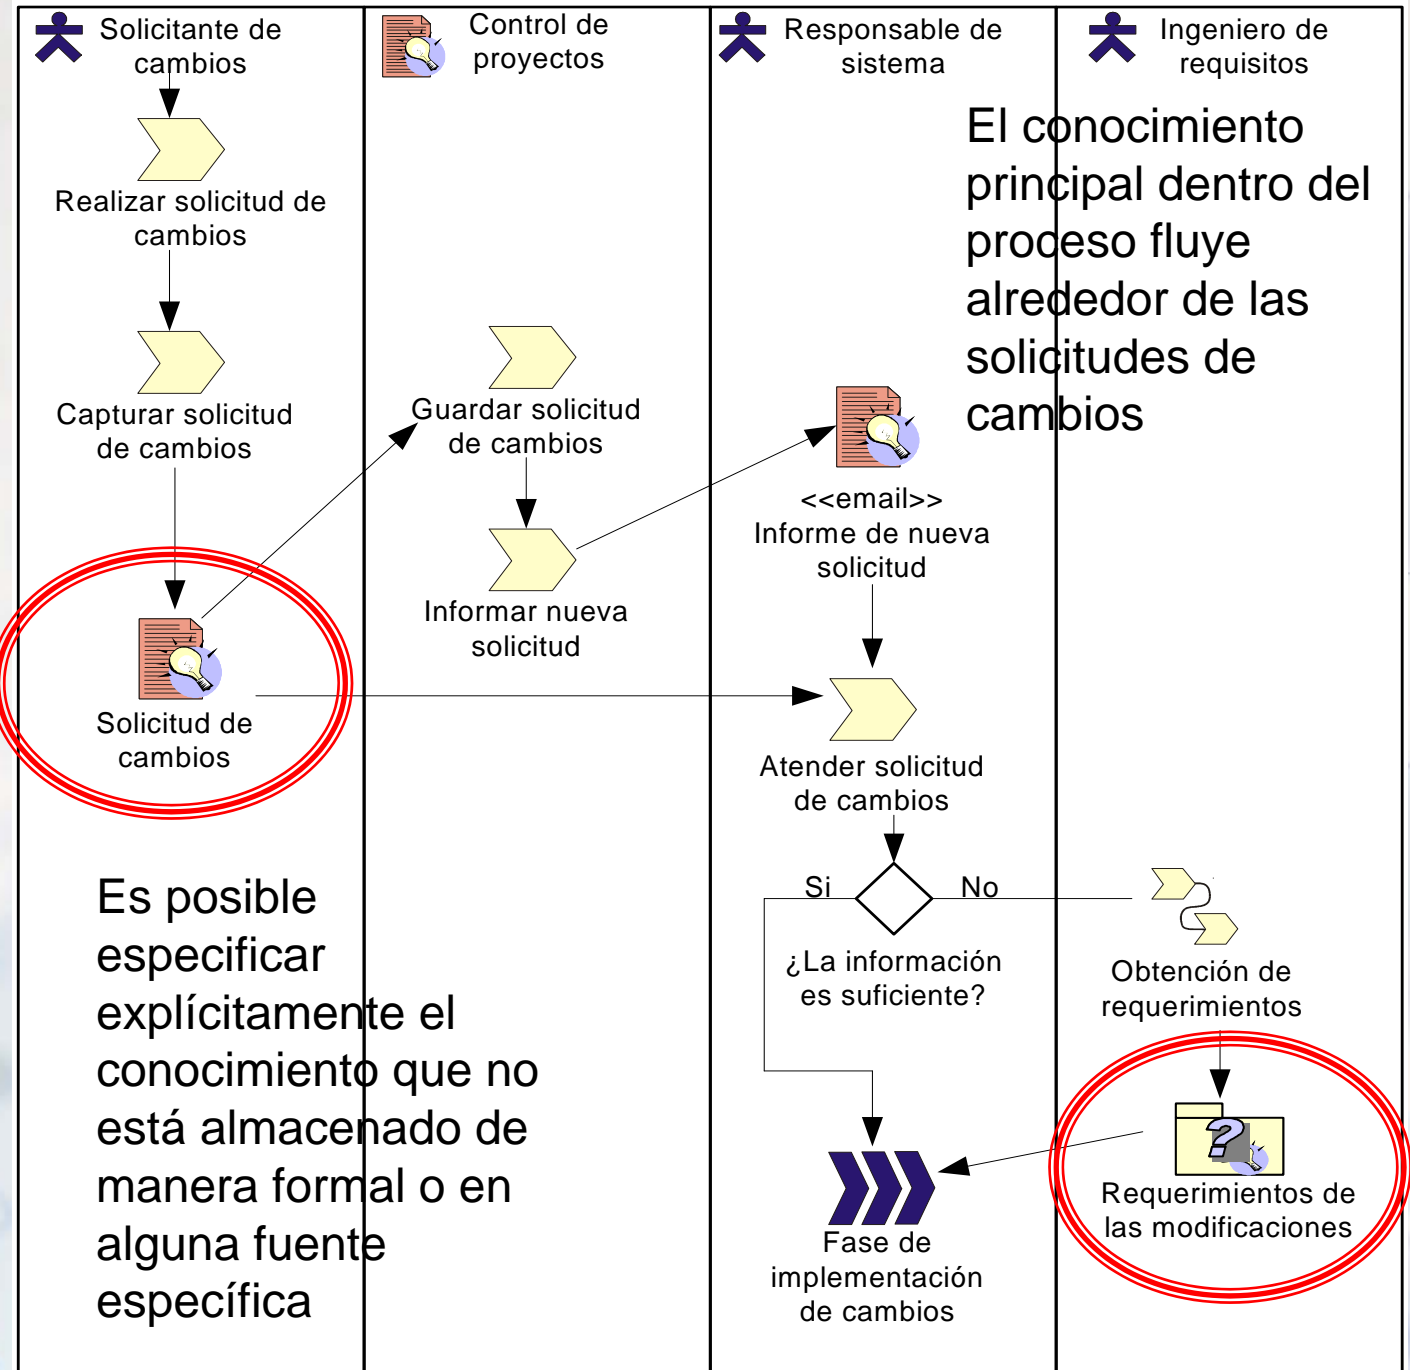 Solicitante de
cambios
Control de
proyectos
Responsable de
sistema
Ingeniero de
requisitos
El conocimiento
principal dentro del
proceso fluye
alrededor de las
solicitudes de
cambios
Realizar solicitud de
cambios
Capturar solicitud
de cambios
Guardar solicitud
de cambios
<<email>>
Informe de nueva
solicitud
Informar nueva
solicitud
Solicitud de
cambios
Atender solicitud
de cambios
Si
No
¿La información
es suficiente?
Obtención de
requerimientos
Es posible
especificar
explícitamente el
conocimiento que no
está almacenado de
manera formal o en
alguna fuente
específica
?
Requerimientos de
las modificaciones
Fase de
implementación
de cambios